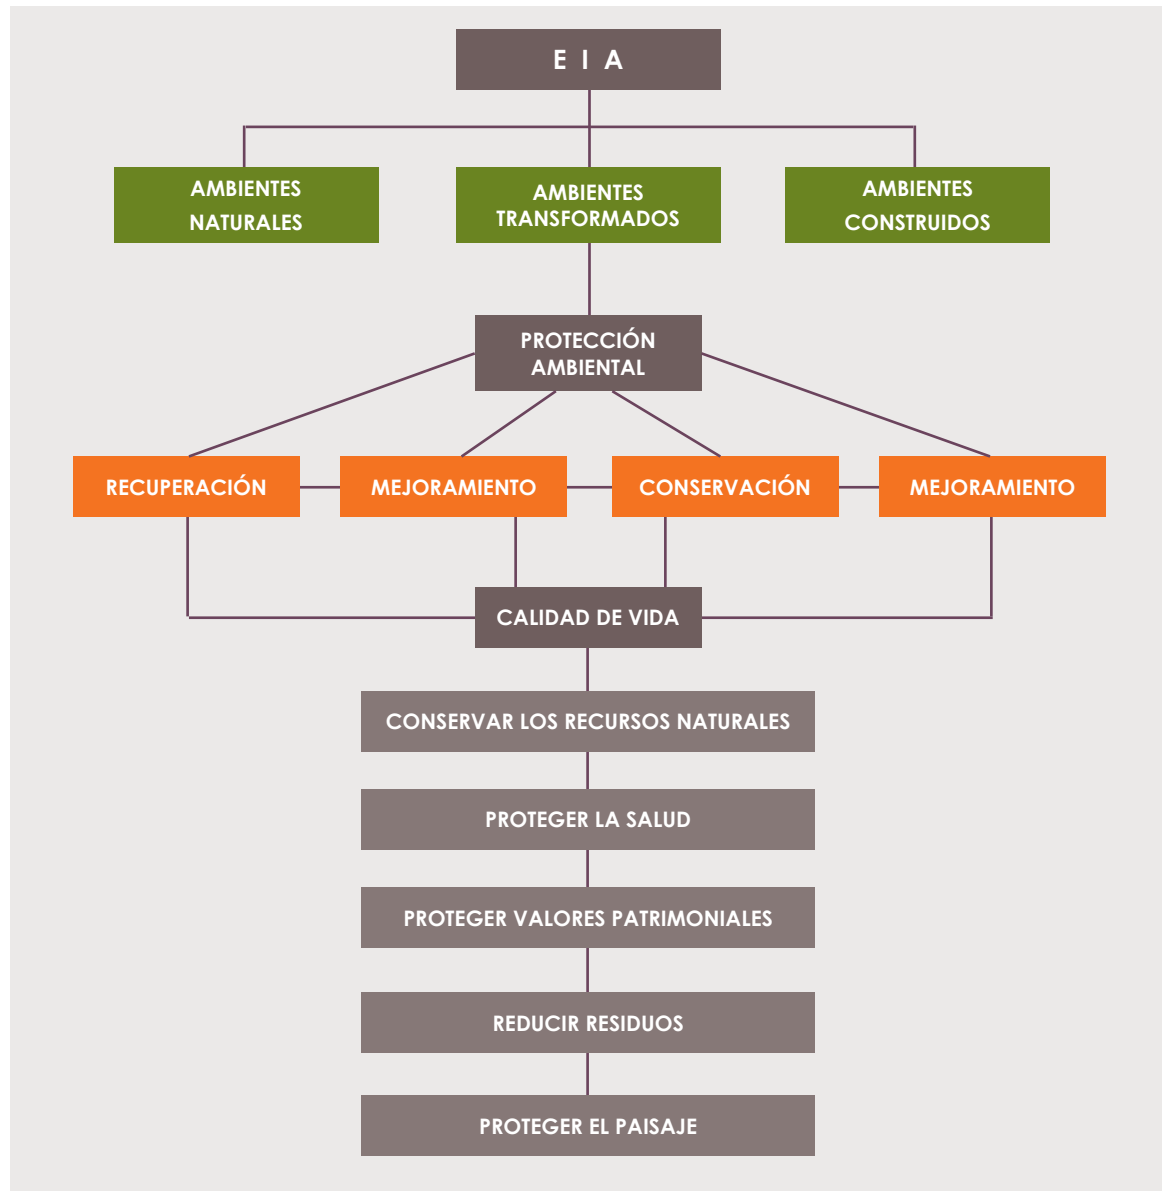 E I A
AMBIENTES
NATURALES
AMBIENTES
TRANSFORMADOS
AMBIENTES
CONSTRUIDOS
PROTECCIÓN
AMBIENTAL
RECUPERACIÓN
MEJORAMIENTO
CONSERVACIÓN
MEJORAMIENTO
CALIDAD DE VIDA
CONSERVAR LOS RECURSOS NATURALES
PROTEGER LA SALUD
PROTEGER VALORES PATRIMONIALES
REDUCIR RESIDUOS
PROTEGER EL PAISAJE